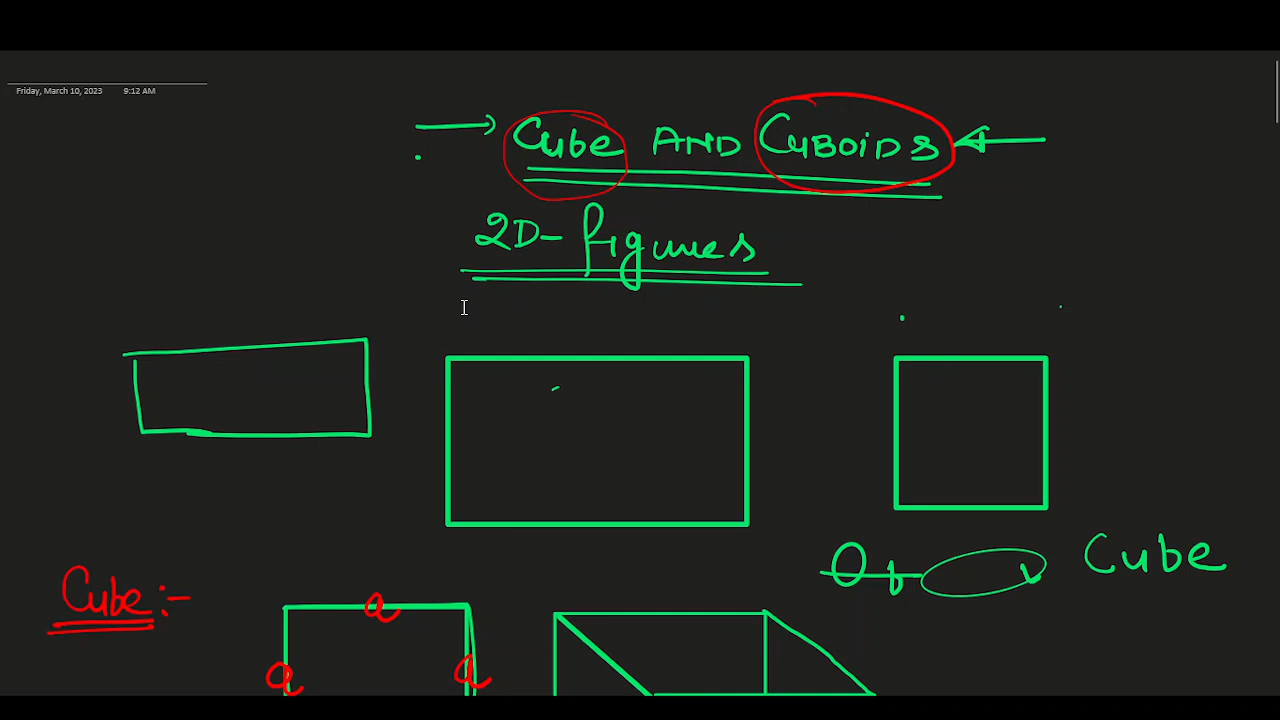 Friday, March 10, 2023 9:12 AM
Cube AND CUBOIDS
2D-figures
Cube
Cube:-
a
a a